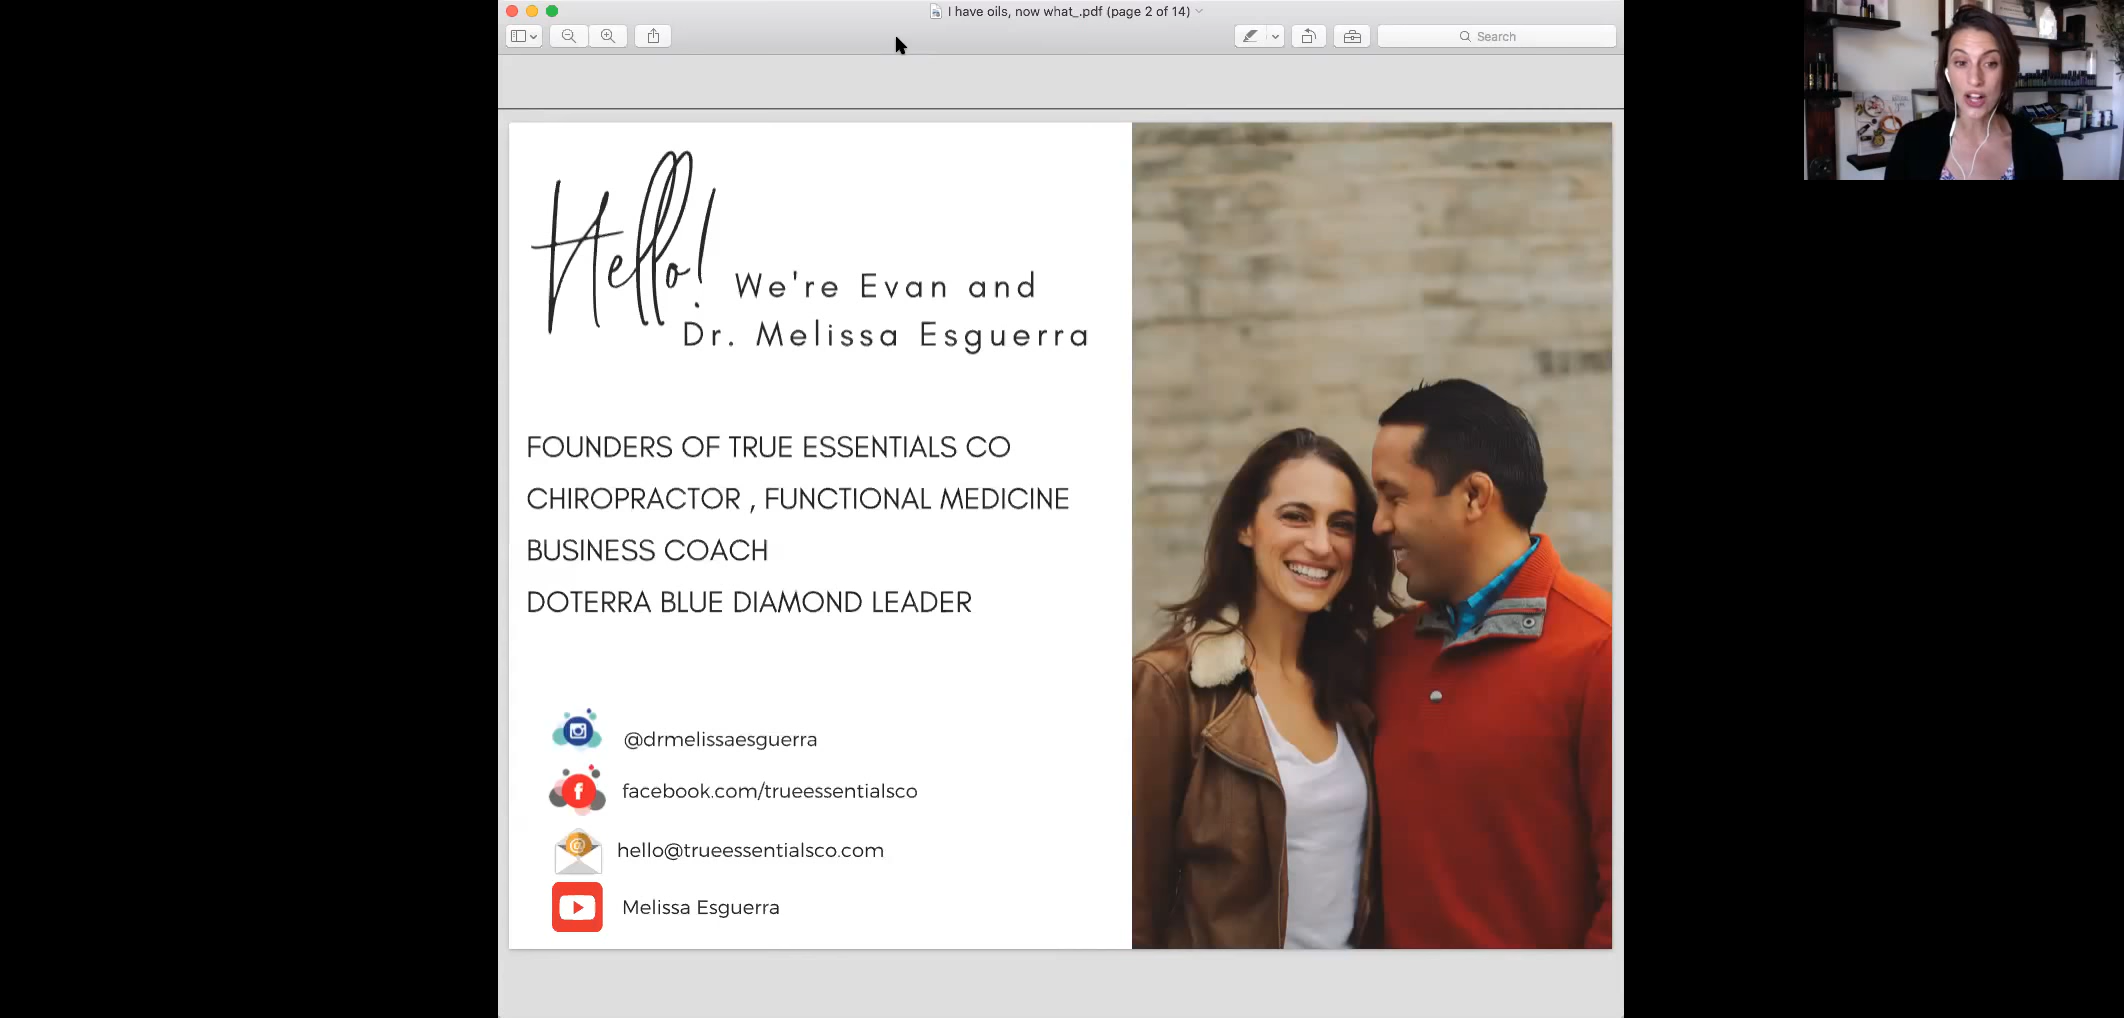 I have oils, now what_.pdf (page 2 of 14)
Search
Hello!
We're Evan and
Dr. Melissa Esguerra
FOUNDERS OF TRUE ESSENTIALS CO
CHIROPRACTOR , FUNCTIONAL MEDICINE
BUSINESS COACH
DOTERRA BLUE DIAMOND LEADER
@drmelissaesguerra
facebook.com/trueessentialsco
hello@trueessentialsco.com
Melissa Esguerra